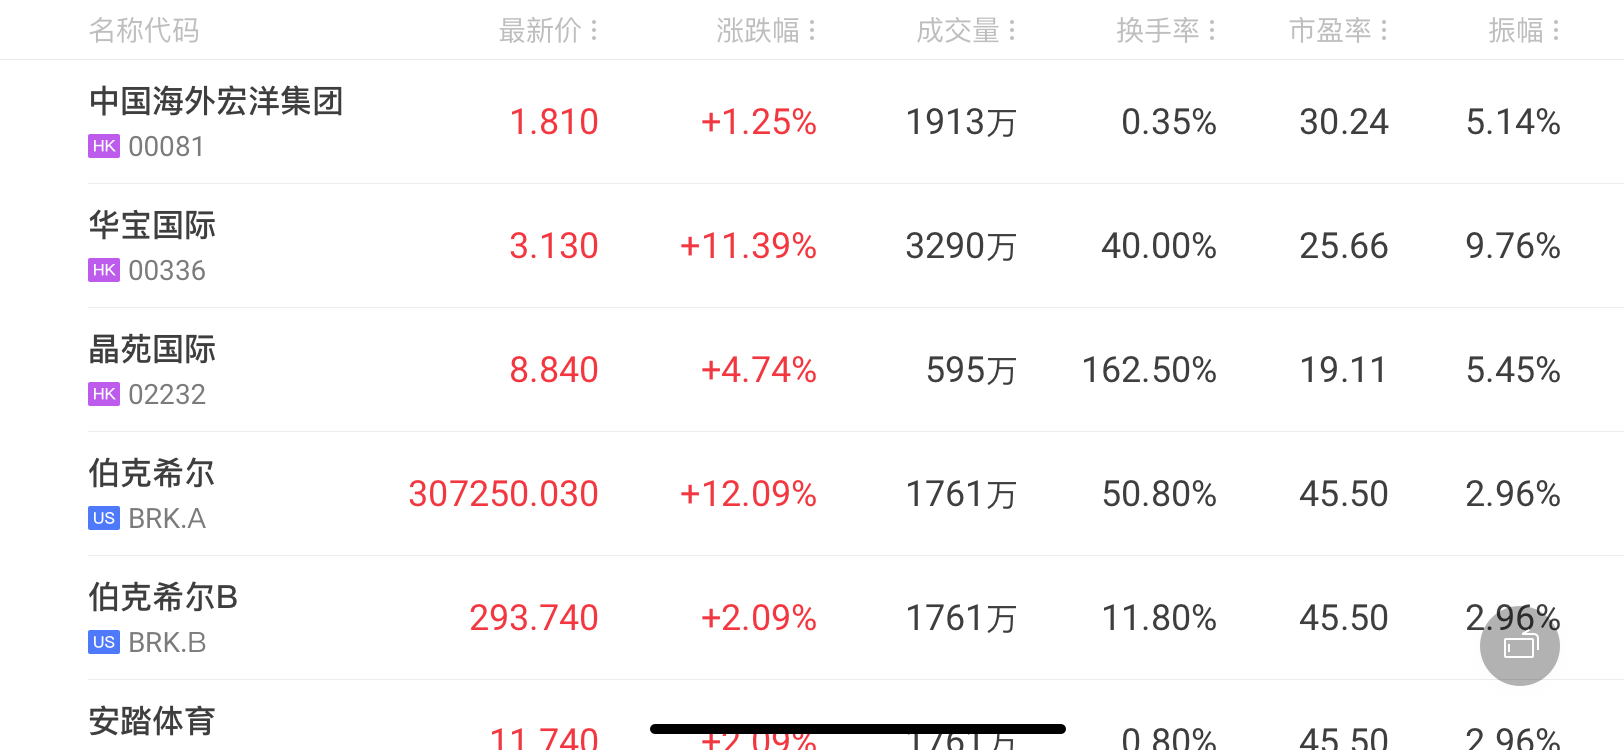 名称代码 最新价 涨跌幅 成交量 换手率 市盈率 振幅
中国海外宏洋集团
1.810 +1.25% 1913万 0.35% 30.24 5.14%
HK 00081
华宝国际
3.130 +11.39% 3290万 40.00% 25.66 9.76%
HK 00336
晶苑国际
8.840 +4.74% 595万 162.50% 19.11 5.45%
HK 02232
伯克希尔
307250.030 +12.09% 1761万 50.80% 45.50 2.96%
US BRK.A
伯克希尔B
293.740 +2.09% 1761万 11.80% 45.50 2.96%
US BRK.B
安踏体育
11.740 +2.09% 1761万 0.80% 45.50 2.96%